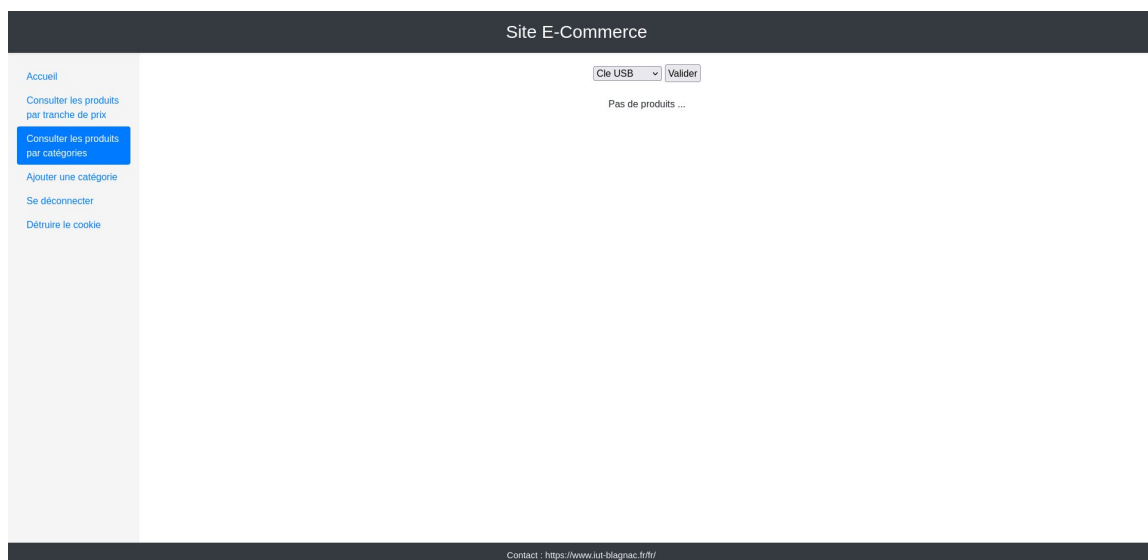 Site E-Commerce
Accueil
Consulter les produits
par tranche de prix
Consulter les produits
par catégories
Ajouter une catégorie
Se déconnecter
Détruire le cookie
Cle USB
Valider
Pas de produits ...
Contact : https://www.iut-blagnac.fr/fr/